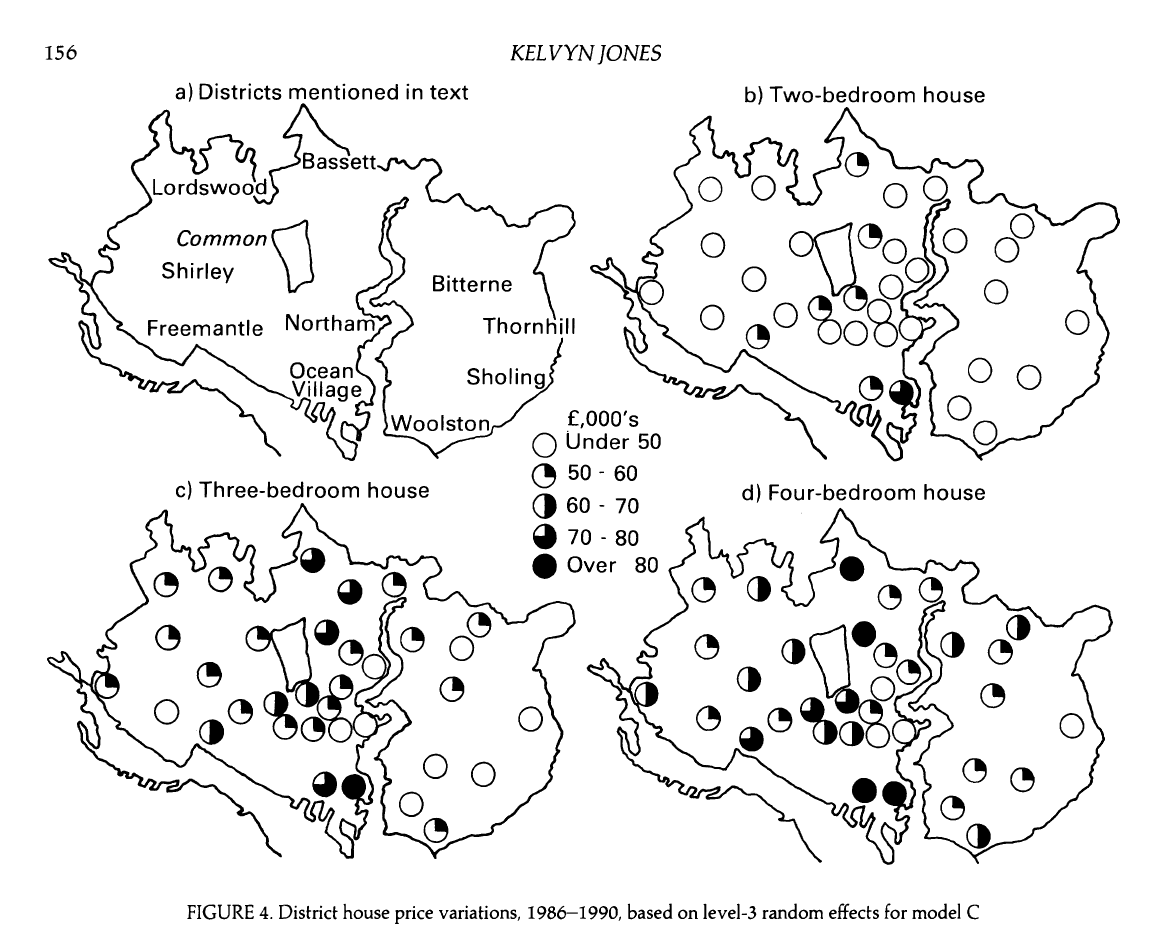 156
KELVYN JONES
a) Districts mentioned in text
b) Two-bedroom house
Bassett
Lordswood
Common
Shirley
Bitterne
Freemantle
Northam
Thornhill
Ocean
Village
Sholing
Woolston
£,000's
Under 50
50 - 60
60 - 70
70 - 80
Over 80
c) Three-bedroom house
d) Four-bedroom house
FIGURE 4. District house price variations, 1986–1990, based on level-3 random effects for model C